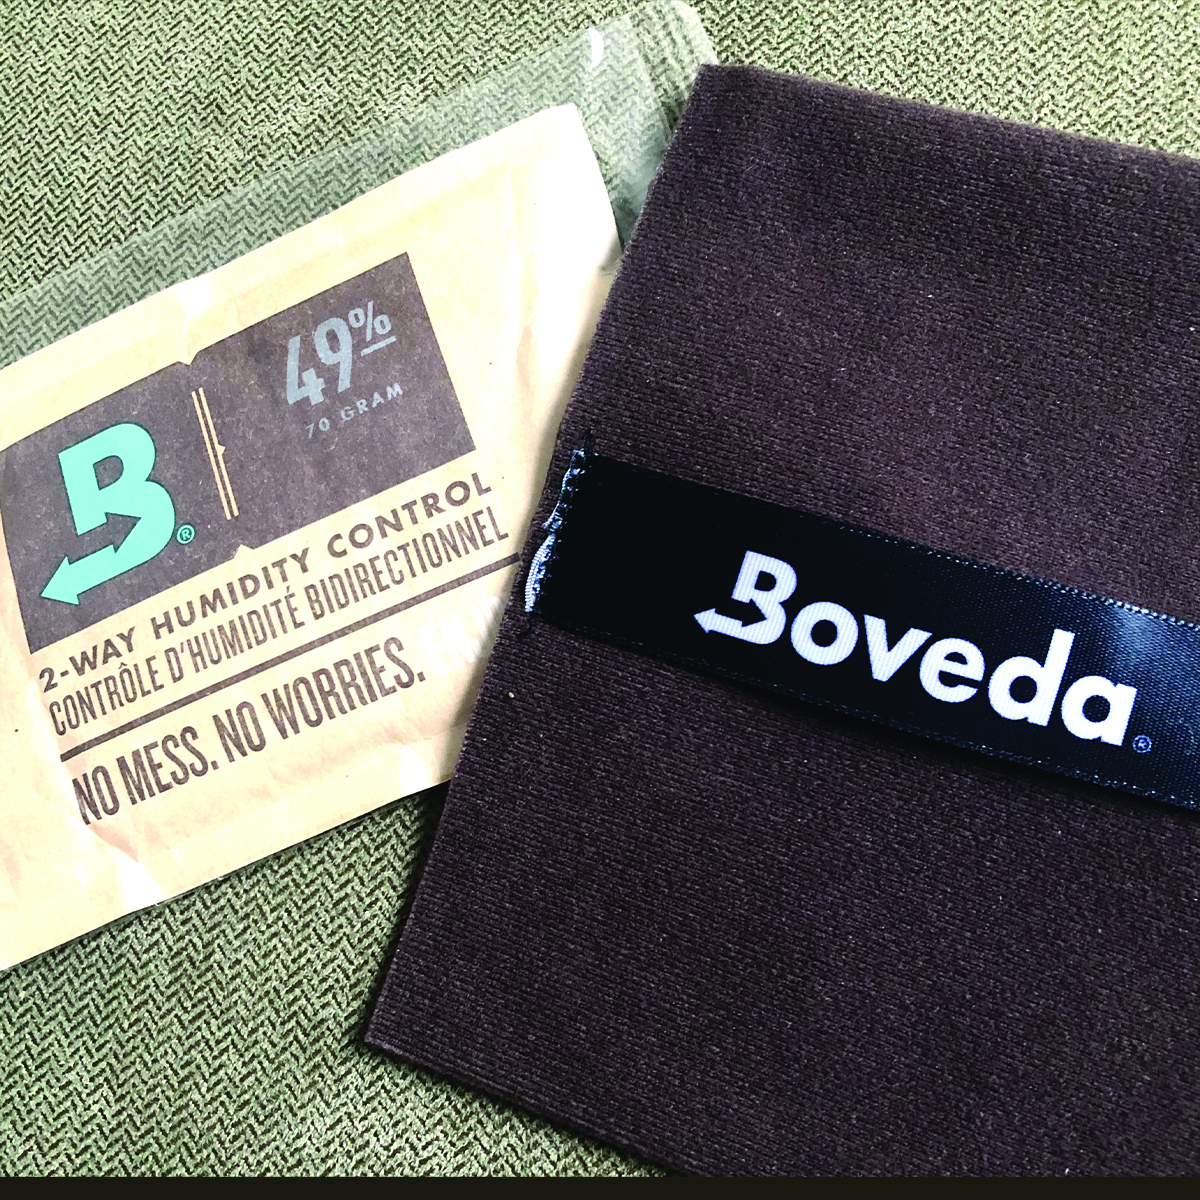 B®
49%
70 GRAM
2-WAY HUMIDITY CONTROL
CONTRÔLE D'HUMIDITÉ BIDIRECTIONNEL
NO MESS. NO WORRIES.
Boveda®